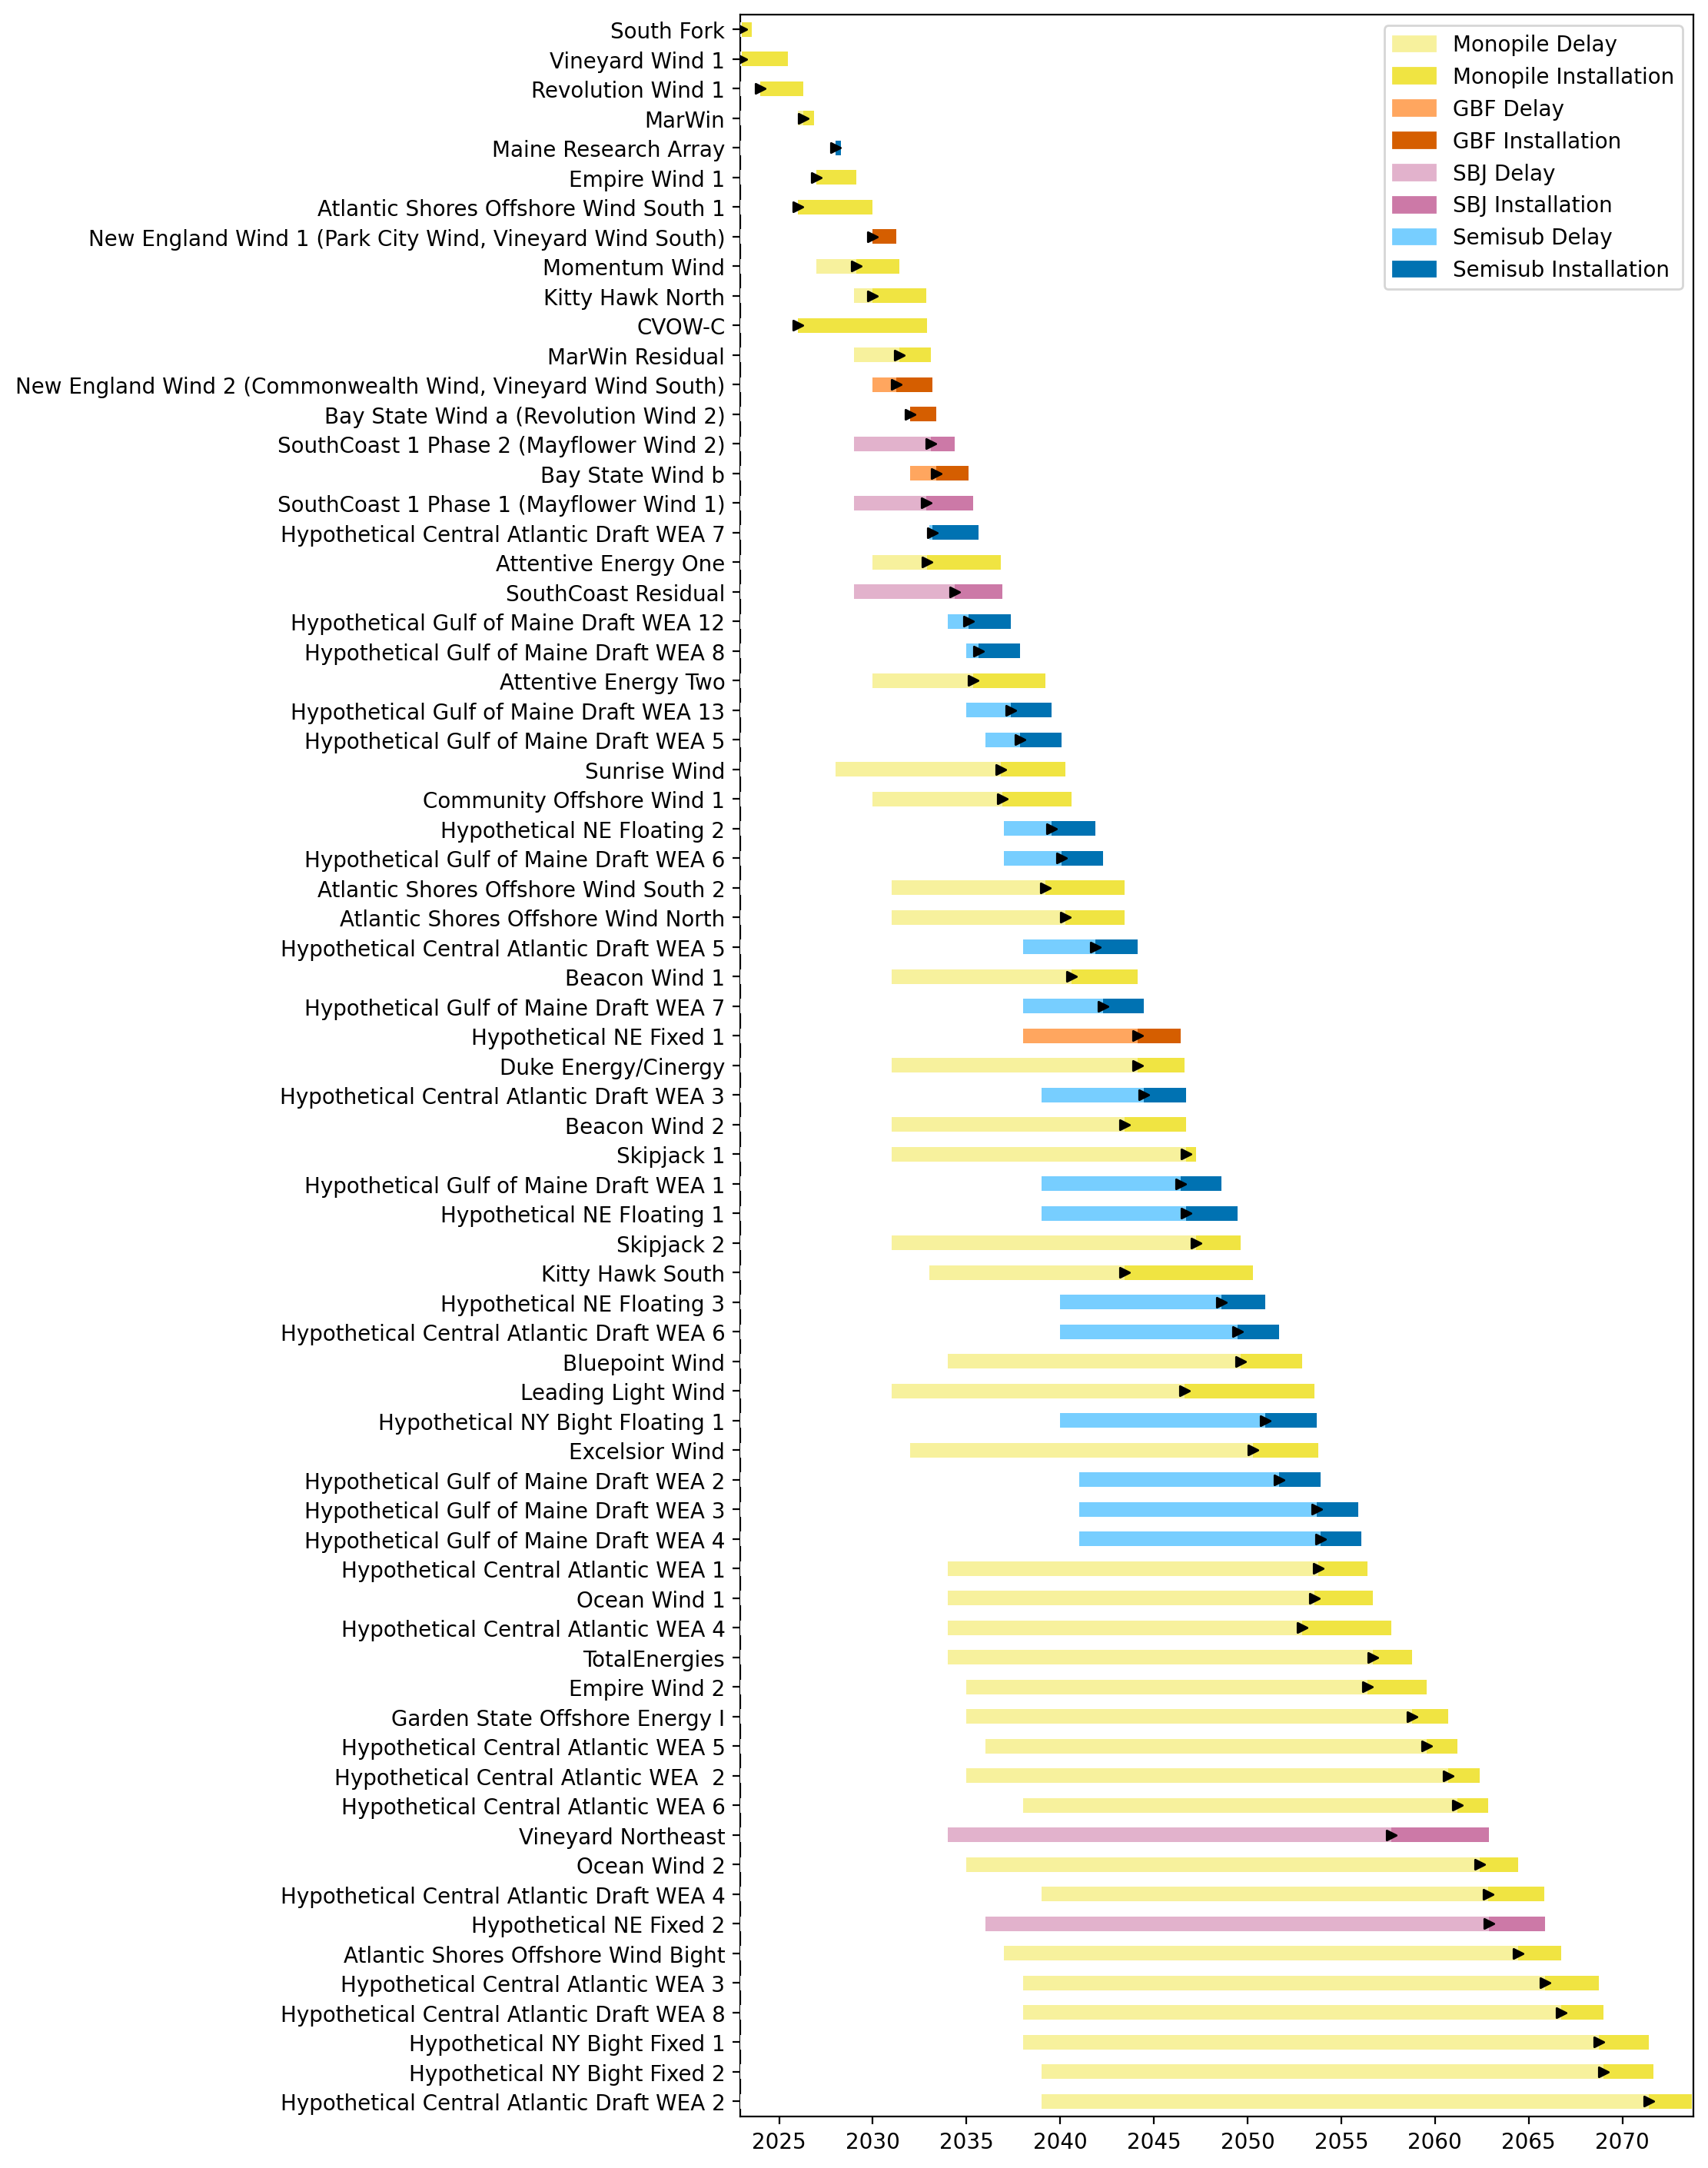 South Fork
Vineyard Wind 1
Revolution Wind 1
MarWin
Maine Research Array
Empire Wind 1
Atlantic Shores Offshore Wind South 1
New England Wind 1 (Park City Wind, Vineyard Wind South)
Momentum Wind
Kitty Hawk North
CVOW-C
MarWin Residual
New England Wind 2 (Commonwealth Wind, Vineyard Wind South)
Bay State Wind a (Revolution Wind 2)
SouthCoast 1 Phase 2 (Mayflower Wind 2)
Bay State Wind b
SouthCoast 1 Phase 1 (Mayflower Wind 1)
Hypothetical Central Atlantic Draft WEA 7
Attentive Energy One
SouthCoast Residual
Hypothetical Gulf of Maine Draft WEA 12
Hypothetical Gulf of Maine Draft WEA 8
Attentive Energy Two
Hypothetical Gulf of Maine Draft WEA 13
Hypothetical Gulf of Maine Draft WEA 5
Sunrise Wind
Community Offshore Wind 1
Hypothetical NE Floating 2
Hypothetical Gulf of Maine Draft WEA 6
Atlantic Shores Offshore Wind South 2
Atlantic Shores Offshore Wind North
Hypothetical Central Atlantic Draft WEA 5
Beacon Wind 1
Hypothetical Gulf of Maine Draft WEA 7
Hypothetical NE Fixed 1
Duke Energy/Cinergy
Hypothetical Central Atlantic Draft WEA 3
Beacon Wind 2
Skipjack 1
Hypothetical Gulf of Maine Draft WEA 1
Hypothetical NE Floating 1
Skipjack 2
Kitty Hawk South
Hypothetical NE Floating 3
Hypothetical Central Atlantic Draft WEA 6
Bluepoint Wind
Leading Light Wind
Hypothetical NY Bight Floating 1
Excelsior Wind
Hypothetical Gulf of Maine Draft WEA 2
Hypothetical Gulf of Maine Draft WEA 3
Hypothetical Gulf of Maine Draft WEA 4
Hypothetical Central Atlantic WEA 1
Ocean Wind 1
Hypothetical Central Atlantic WEA 4
TotalEnergies
Empire Wind 2
Garden State Offshore Energy I
Hypothetical Central Atlantic WEA 5
Hypothetical Central Atlantic WEA  2
Hypothetical Central Atlantic WEA 6
Vineyard Northeast
Ocean Wind 2
Hypothetical Central Atlantic Draft WEA 4
Hypothetical NE Fixed 2
Atlantic Shores Offshore Wind Bight
Hypothetical Central Atlantic WEA 3
Hypothetical Central Atlantic Draft WEA 8
Hypothetical NY Bight Fixed 1
Hypothetical NY Bight Fixed 2
Hypothetical Central Atlantic Draft WEA 2
Monopile Delay
Monopile Installation
GBF Delay
GBF Installation
SBJ Delay
SBJ Installation
Semisub Delay
Semisub Installation
2025 2030 2035 2040 2045 2050 2055 2060 2065 2070